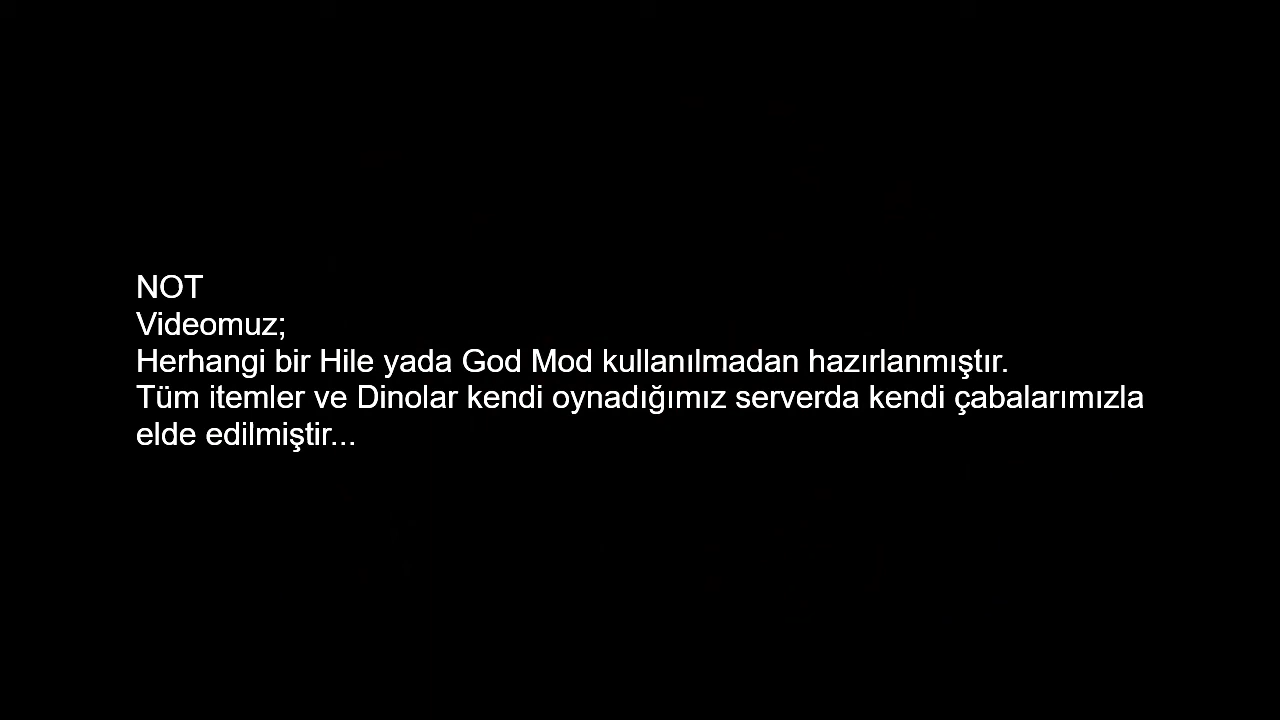 NOT
Videomuz;
Herhangi bir Hile yada God Mod kullanılmadan hazırlanmıştır.
Tüm itemler ve Dinolar kendi oynadığımız serverda kendi çabalarımızla
elde edilmiştir...